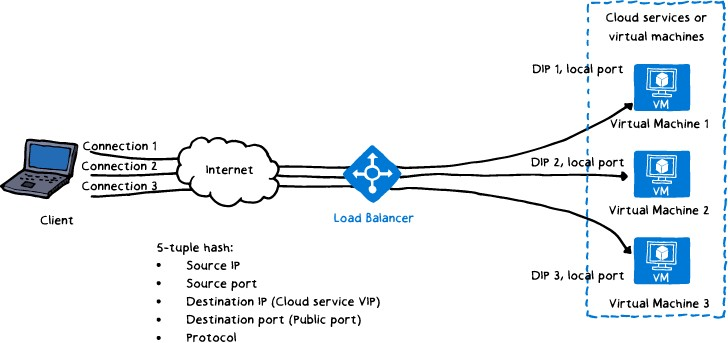 Cloud services or
virtual machines
DIP 1, local port
VM
Virtual Machine 1
Connection 1
Connection 2
Connection 3
Internet
DIP 2, local port
VM
Virtual Machine 2
Client
Load Balancer
5-tuple hash:
• Source IP
• Source port
• Destination IP (Cloud service VIP)
• Destination port (Public port)
• Protocol
DIP 3, local port
VM
Virtual Machine 3